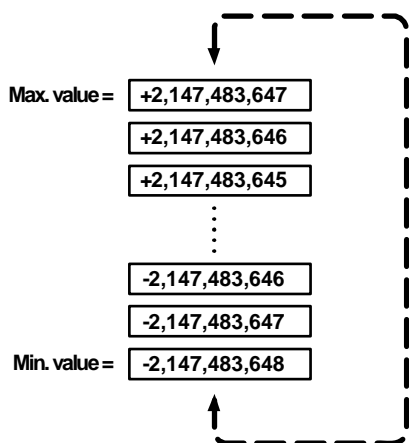 Max. value = +2,147,483,647
+2,147,483,646
+2,147,483,645
-2,147,483,646
-2,147,483,647
Min. value = -2,147,483,648